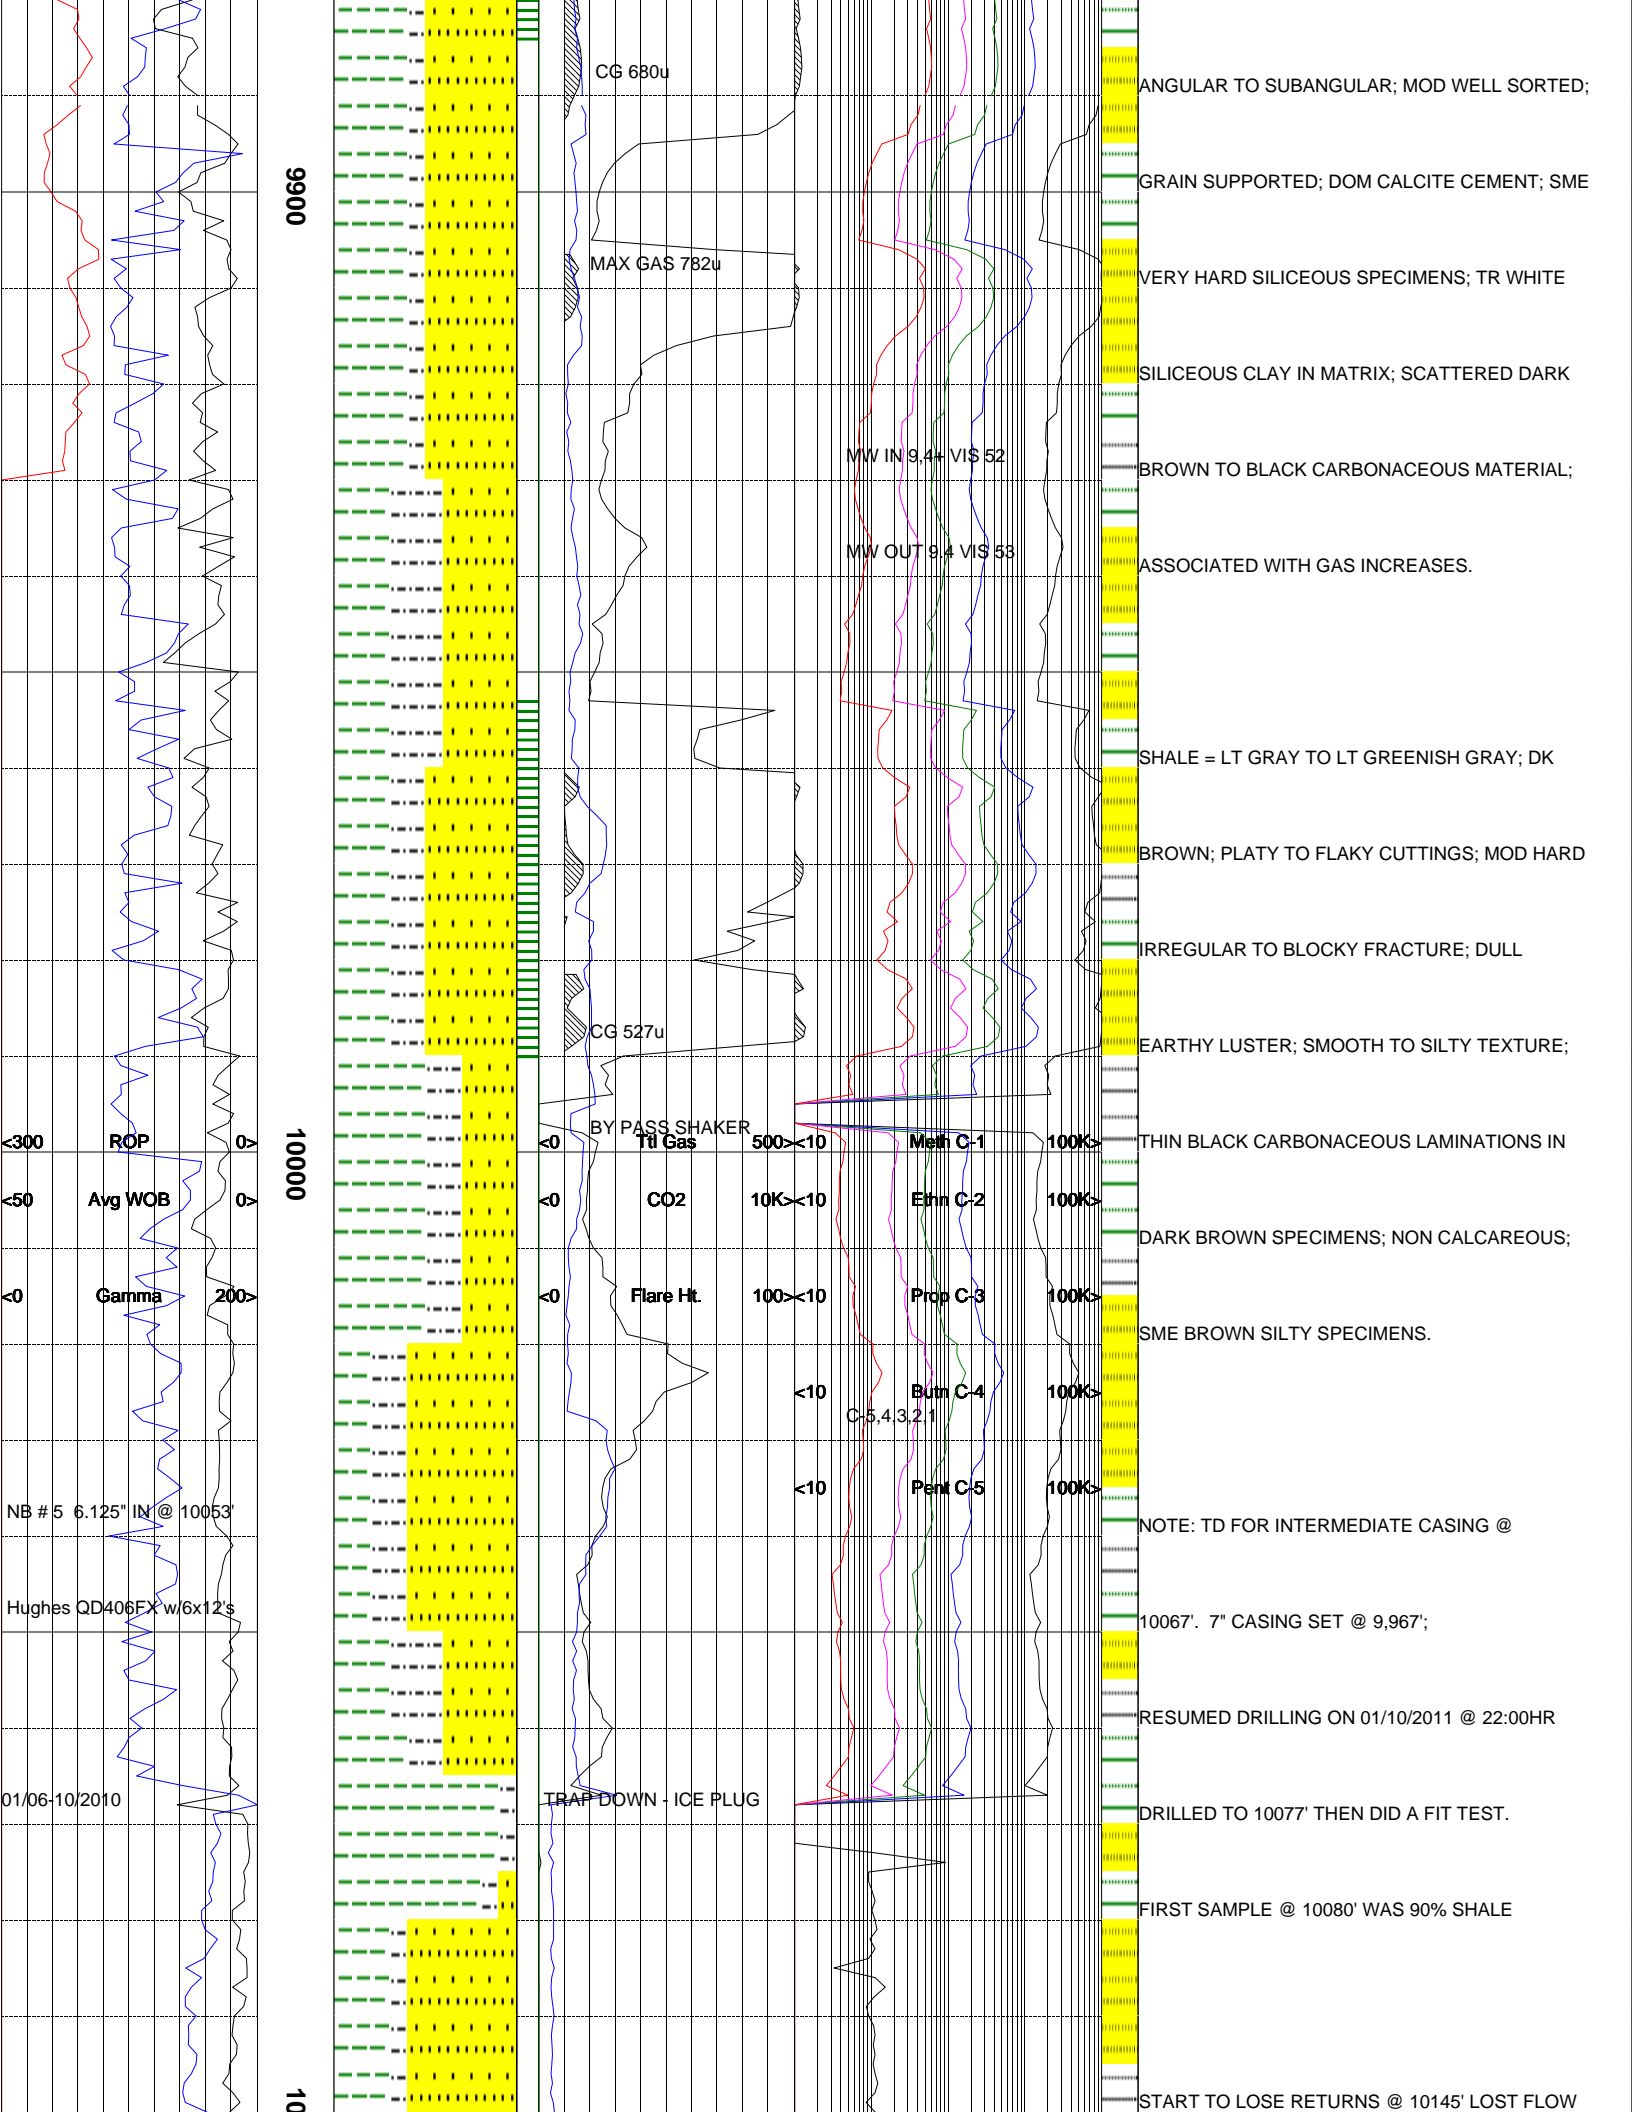 CG 680u
ANGULAR TO SUBANGULAR; MOD WELL SORTED;
9900
GRAIN SUPPORTED; DOM CALCITE CEMENT; SME
MAX GAS 782u
VERY HARD SILICEOUS SPECIMENS; TR WHITE
SILICEOUS CLAY IN MATRIX; SCATTERED DARK
MW IN 9,4+ VIS 52
BROWN TO BLACK CARBONACEOUS MATERIAL;
MW OUT 9.4 VIS 53
ASSOCIATED WITH GAS INCREASES.
SHALE = LT GRAY TO LT GREENISH GRAY; DK
BROWN; PLATY TO FLAKY CUTTINGS; MOD HARD
IRREGULAR TO BLOCKY FRACTURE; DULL
CG 527u
EARTHY LUSTER; SMOOTH TO SILTY TEXTURE;
BY PASS SHAKER
<300 ROP 0> 10000 <0 Ttl Gas 500> <10 Meth C-1 100K> THIN BLACK CARBONACEOUS LAMINATIONS IN
<50 Avg WOB 0> <0 CO2 10K> <10 Ethn C-2 100K>
DARK BROWN SPECIMENS; NON CALCAREOUS;
<0 Gamma 200> <0 Flare Ht. 100> <10 Prop C-3 100K>
SME BROWN SILTY SPECIMENS.
<10 Butn C-4 100K>
C-5,4,3,2,1
<10 Pent C-5 100K>
NB # 5 6.125" IN @ 10053'
NOTE: TD FOR INTERMEDIATE CASING @
Hughes QD406FX w/6x12's
10067'. 7" CASING SET @ 9,967';
RESUMED DRILLING ON 01/10/2011 @ 22:00HR
01/06-10/2010
TRAP DOWN - ICE PLUG
DRILLED TO 10077' THEN DID A FIT TEST.
FIRST SAMPLE @ 10080' WAS 90% SHALE
START TO LOSE RETURNS @ 10145' LOST FLOW